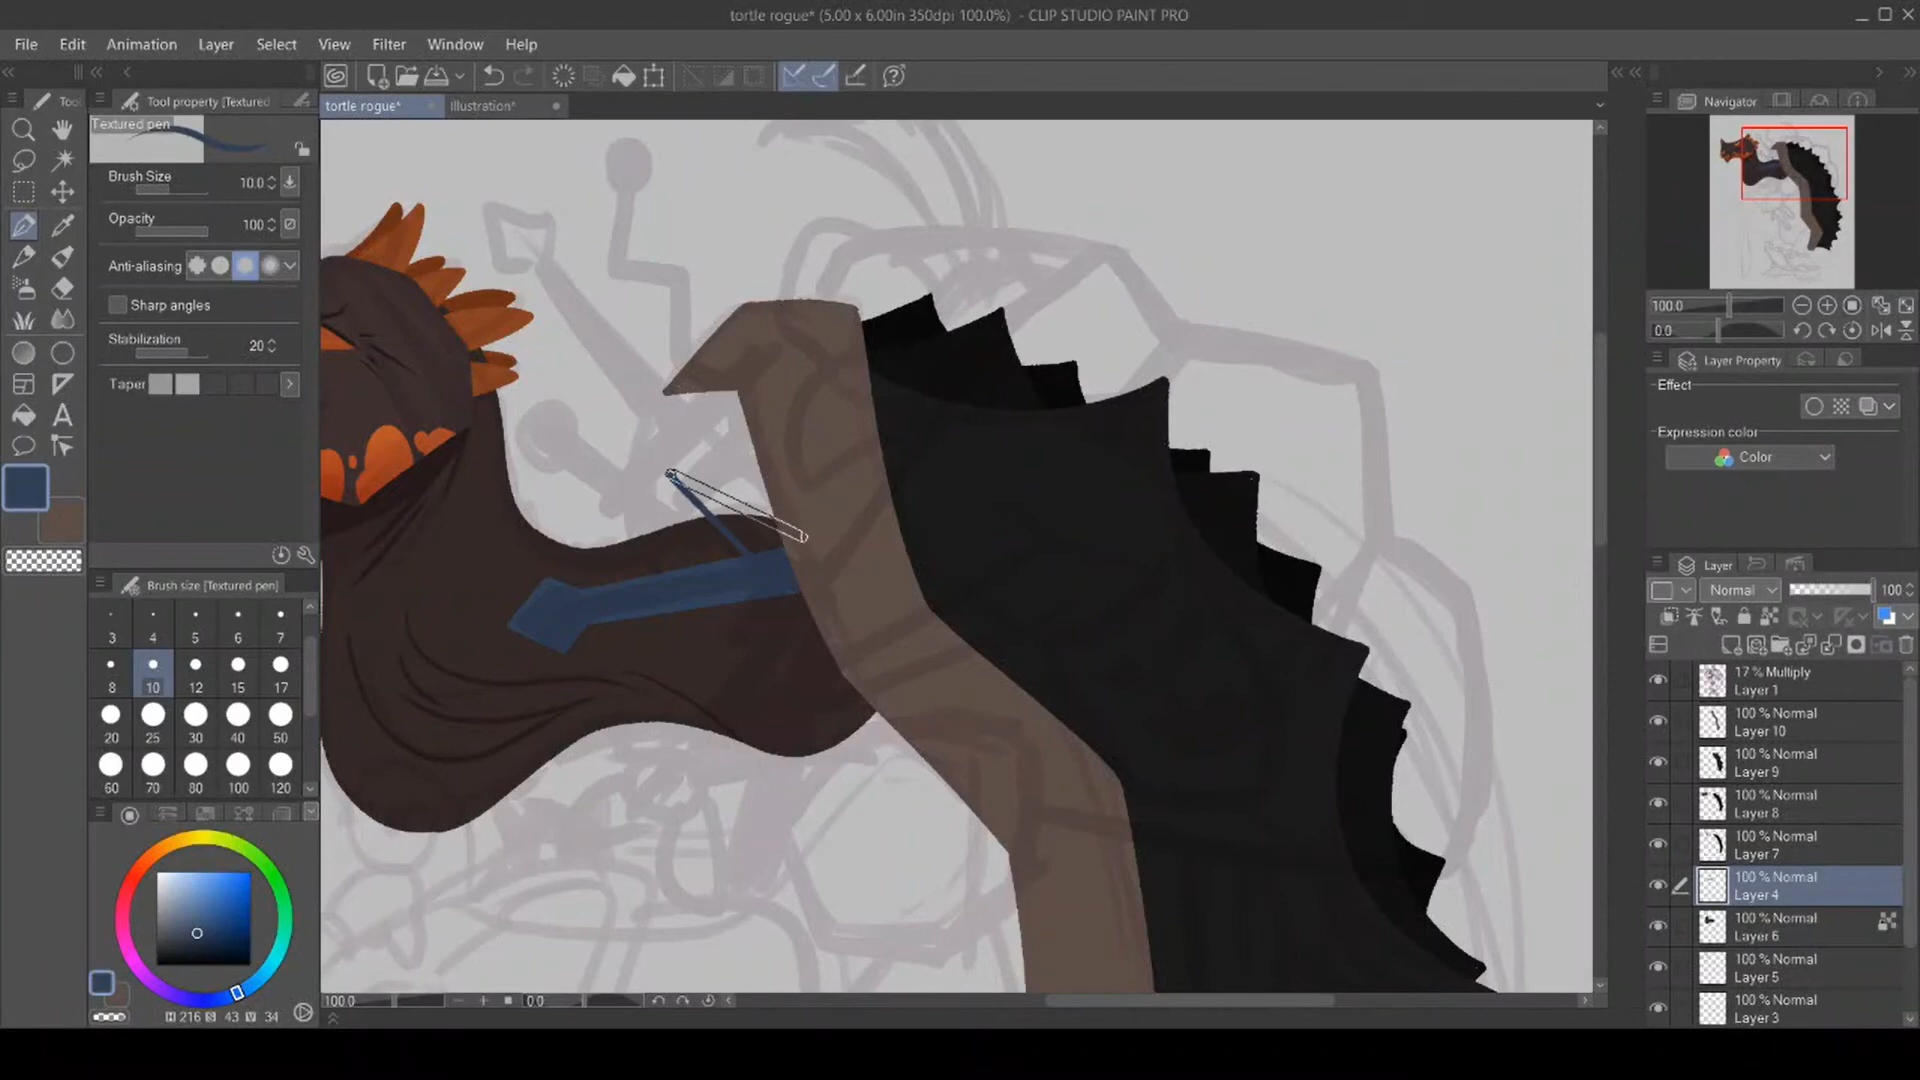 tortle rogue* (5.00 x 6.00in 350dpi 100.0%) - CLIP STUDIO PAINT PRO
File Edit Animation Layer Select View Filter Window Help
Tool property [Textured
Navigator
tortle rogue*
Illustration*
Textured pen
Brush Size 10.0
Opacity 100
Anti-aliasing
Sharp angles
Stabilization 20
Taper
100.0
0.0
Layer Property
Effect
Expression color
Color
Brush size [Textured pen]
3 4 5 6 7
8 10 12 15 17
20 25 30 40 50
60 70 80 100 120
H 216 S 43 V 34
100.0
0.0
Layer
Normal 100
17 % Multiply
Layer 1
100 % Normal
Layer 10
100 % Normal
Layer 9
100 % Normal
Layer 8
100 % Normal
Layer 7
100 % Normal
Layer 4
100 % Normal
Layer 6
100 % Normal
Layer 5
100 % Normal
Layer 3